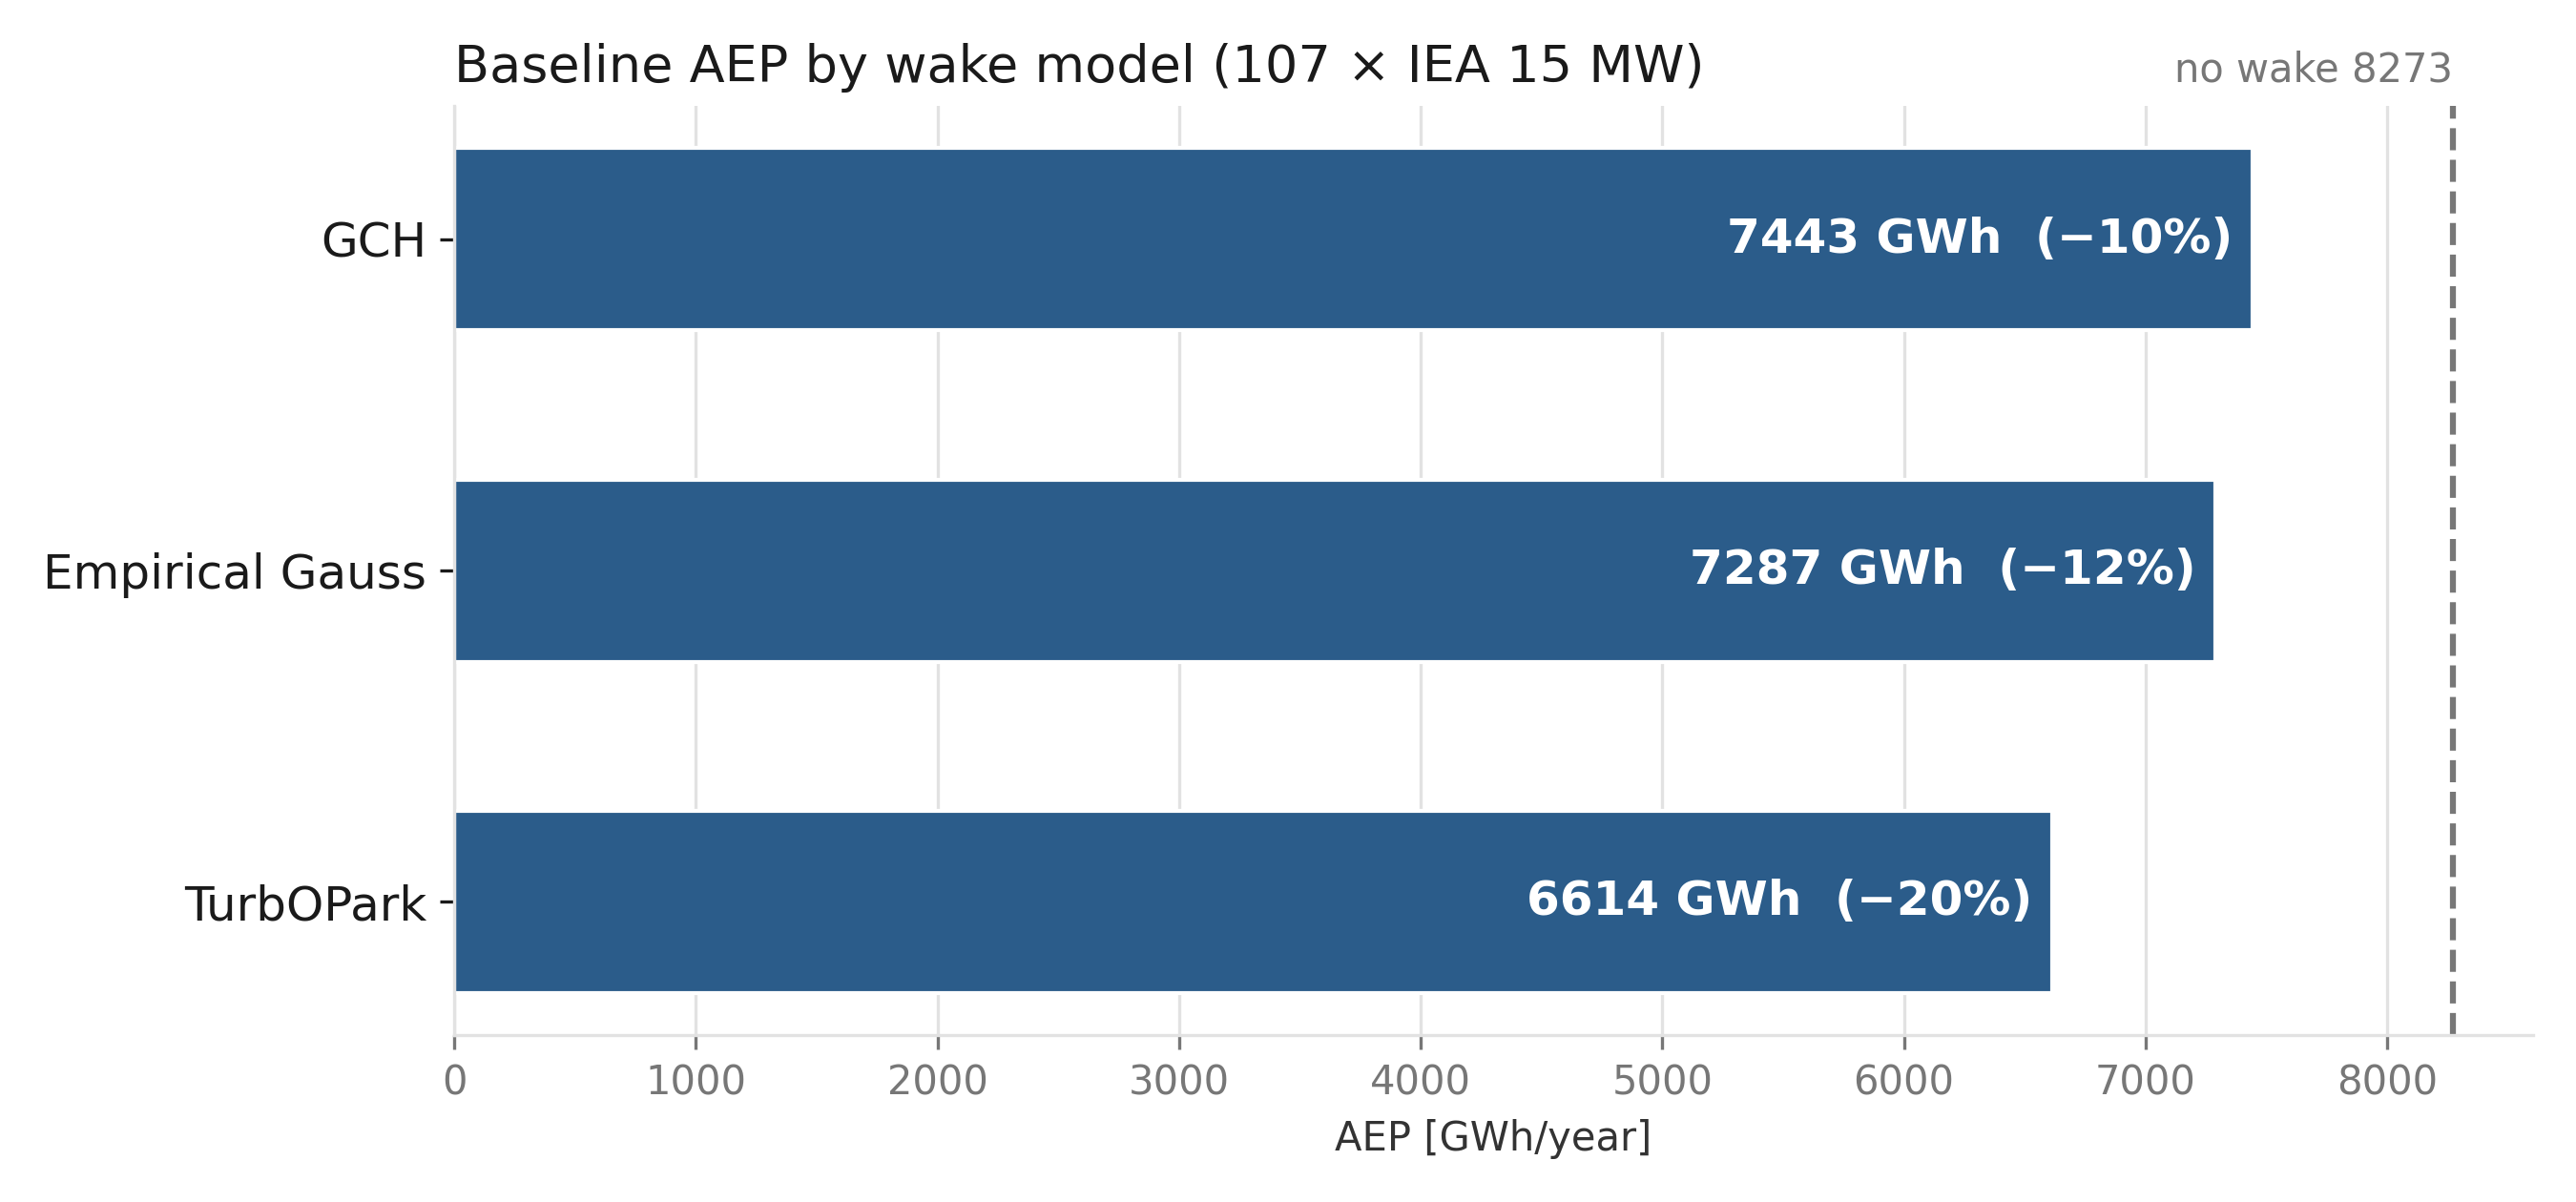 Baseline AEP by wake model (107 × IEA 15 MW)
no wake 8273
GCH
7443 GWh (−10%)
Empirical Gauss
7287 GWh (−12%)
TurbOPark
6614 GWh (−20%)
0 1000 2000 3000 4000 5000 6000 7000 8000
AEP [GWh/year]